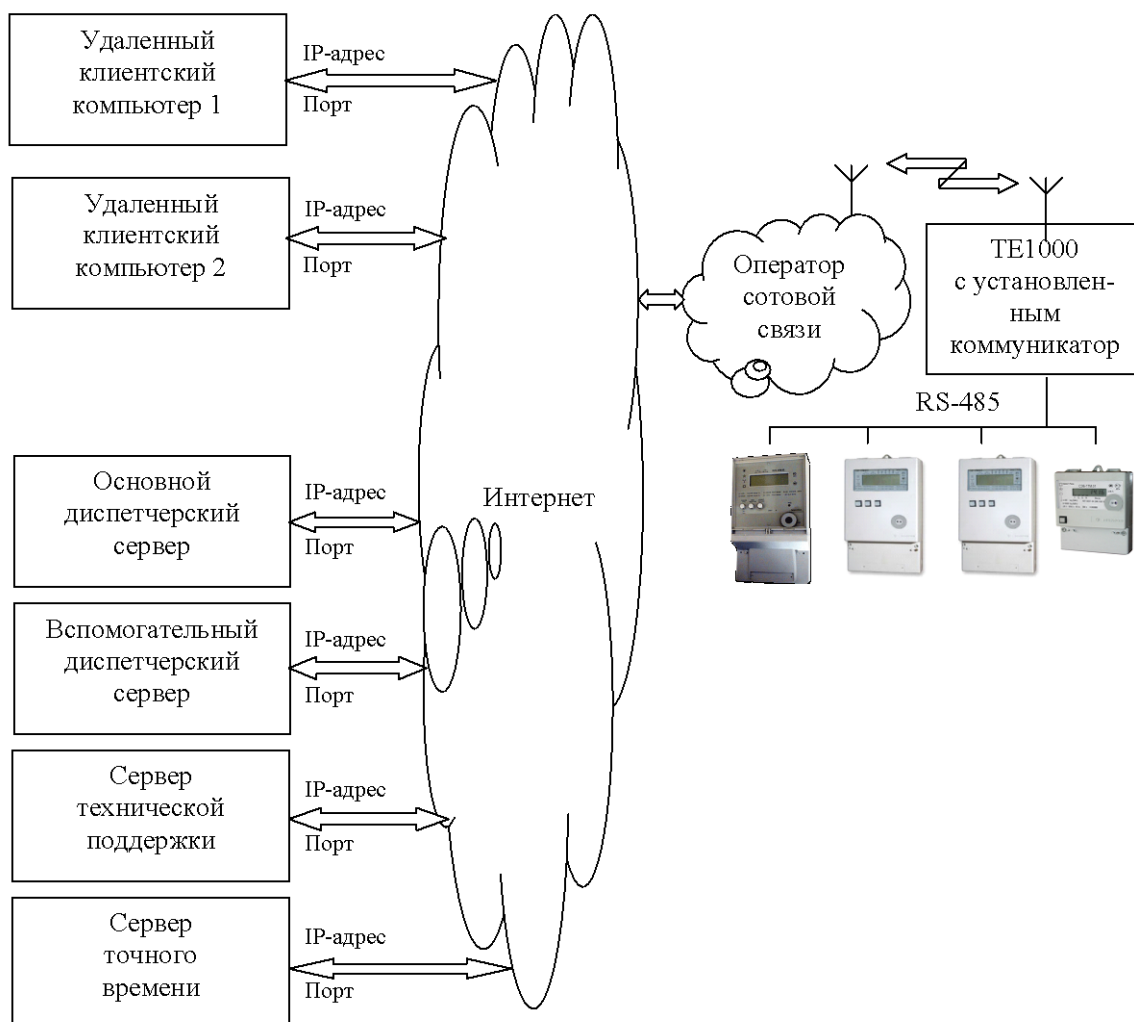 Удаленный
клиентский
компьютер 1
IP-адрес
Порт
Удаленный
клиентский
компьютер 2
IP-адрес
Порт
Оператор
сотовой
связи
TE1000
с установлен-
ным
коммуникатор
RS-485
Интернет
Основной
диспетчерский
сервер
IP-адрес
Порт
Вспомогательный
диспетчерский
сервер
IP-адрес
Порт
Сервер
технической
поддержки
IP-адрес
Порт
Сервер
точного
времени
IP-адрес
Порт